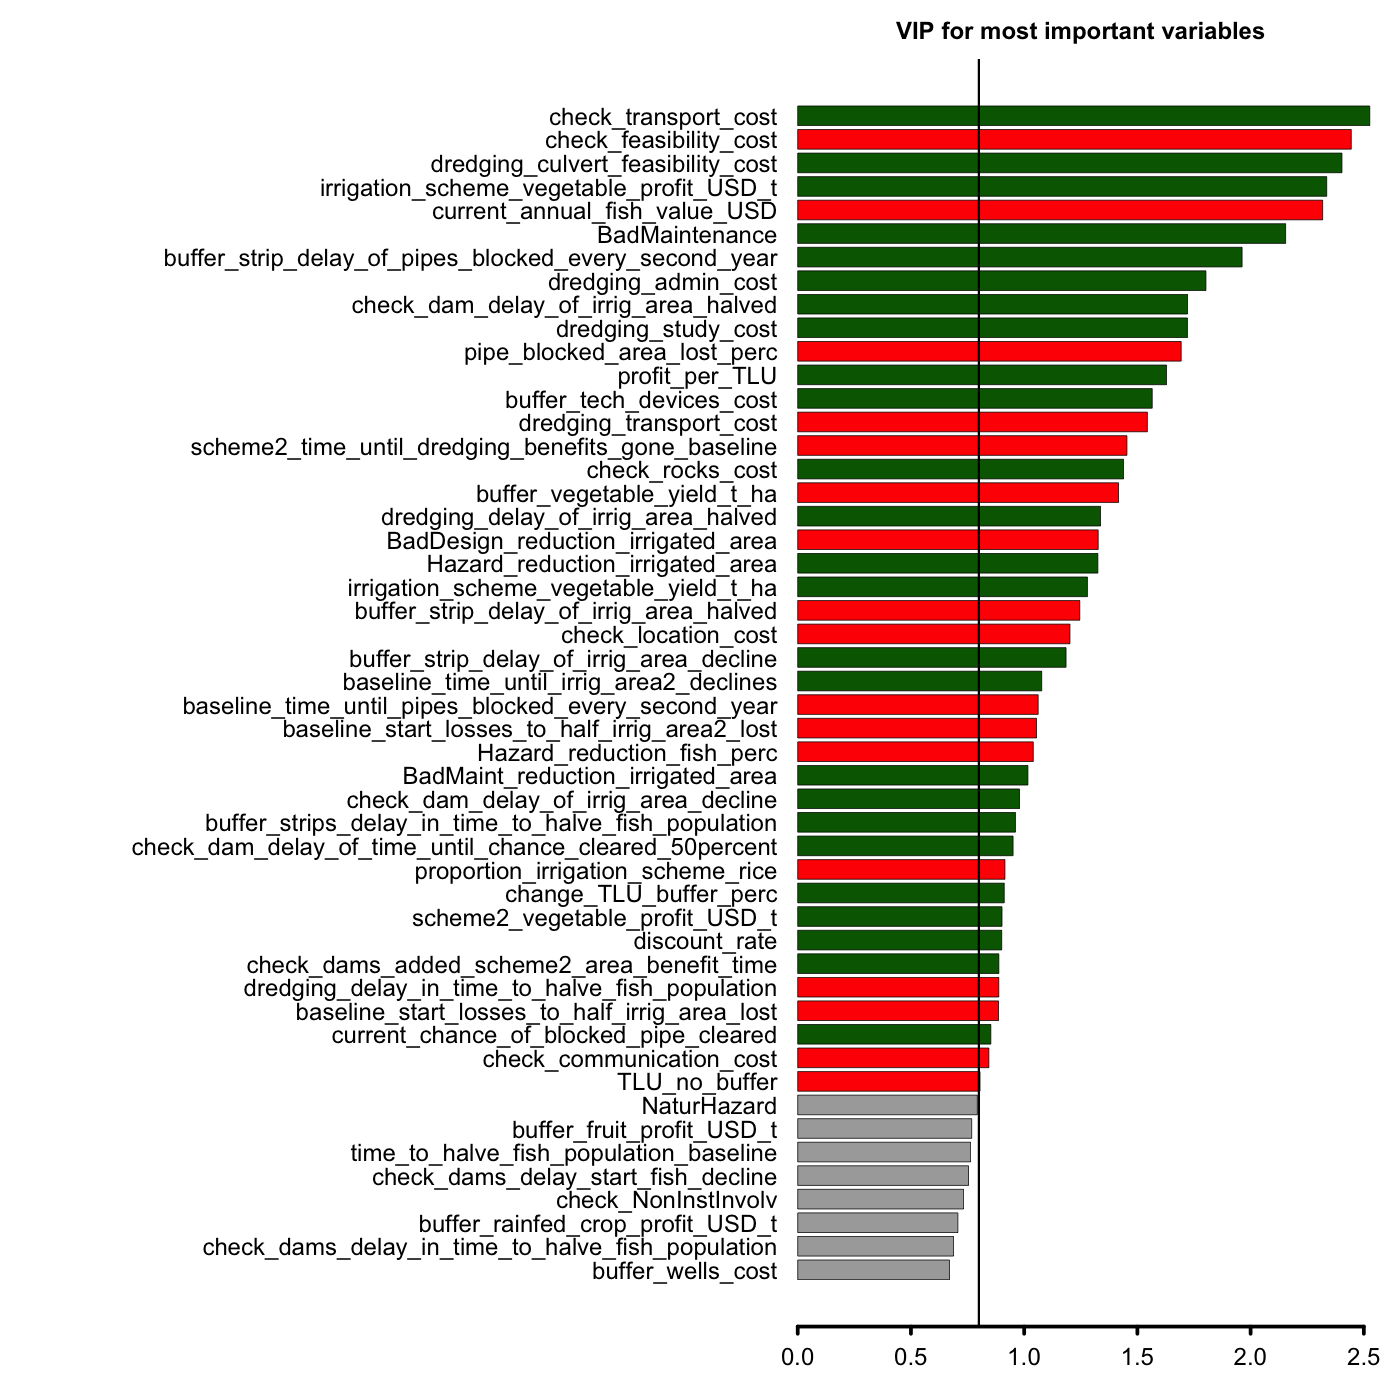 VIP for most important variables
check_transport_cost
check_feasibility_cost
dredging_culvert_feasibility_cost
irrigation_scheme_vegetable_profit_USD_t
current_annual_fish_value_USD
BadMaintenance
buffer_strip_delay_of_pipes_blocked_every_second_year
dredging_admin_cost
check_dam_delay_of_irrig_area_halved
dredging_study_cost
pipe_blocked_area_lost_perc
profit_per_TLU
buffer_tech_devices_cost
dredging_transport_cost
scheme2_time_until_dredging_benefits_gone_baseline
check_rocks_cost
buffer_vegetable_yield_t_ha
dredging_delay_of_irrig_area_halved
BadDesign_reduction_irrigated_area
Hazard_reduction_irrigated_area
irrigation_scheme_vegetable_yield_t_ha
buffer_strip_delay_of_irrig_area_halved
check_location_cost
buffer_strip_delay_of_irrig_area_decline
baseline_time_until_irrig_area2_declines
baseline_time_until_pipes_blocked_every_second_year
baseline_start_losses_to_half_irrig_area2_lost
Hazard_reduction_fish_perc
BadMaint_reduction_irrigated_area
check_dam_delay_of_irrig_area_decline
buffer_strips_delay_in_time_to_halve_fish_population
check_dam_delay_of_time_until_chance_cleared_50percent
proportion_irrigation_scheme_rice
change_TLU_buffer_perc
scheme2_vegetable_profit_USD_t
discount_rate
check_dams_added_scheme2_area_benefit_time
dredging_delay_in_time_to_halve_fish_population
baseline_start_losses_to_half_irrig_area_lost
current_chance_of_blocked_pipe_cleared
check_communication_cost
TLU_no_buffer
NaturHazard
buffer_fruit_profit_USD_t
time_to_halve_fish_population_baseline
check_dams_delay_start_fish_decline
check_NonInstInvolv
buffer_rainfed_crop_profit_USD_t
check_dams_delay_in_time_to_halve_fish_population
buffer_wells_cost
0.0 0.5 1.0 1.5 2.0 2.5